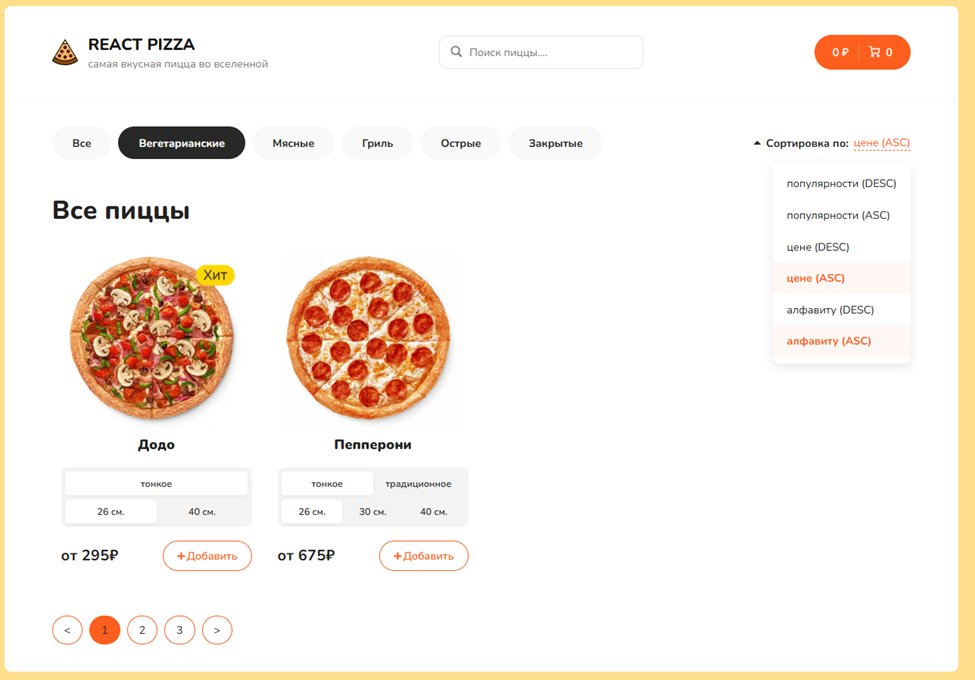 REACT PIZZA
самая вкусная пицца во вселенной
Поиск пиццы....
0 ₽ 0
Все Вегетарианские Мясные Гриль Острые Закрытые
Сортировка по: цене (ASC)
популярности (DESC)
популярности (ASC)
цене (DESC)
цене (ASC)
алфавиту (DESC)
алфавиту (ASC)
Все пиццы
Хит
Додо
тонкое
26 см. 40 см.
от 295₽ +Добавить
Пепперони
тонкое традиционное
26 см. 30 см. 40 см.
от 675₽ +Добавить
< 1 2 3 >